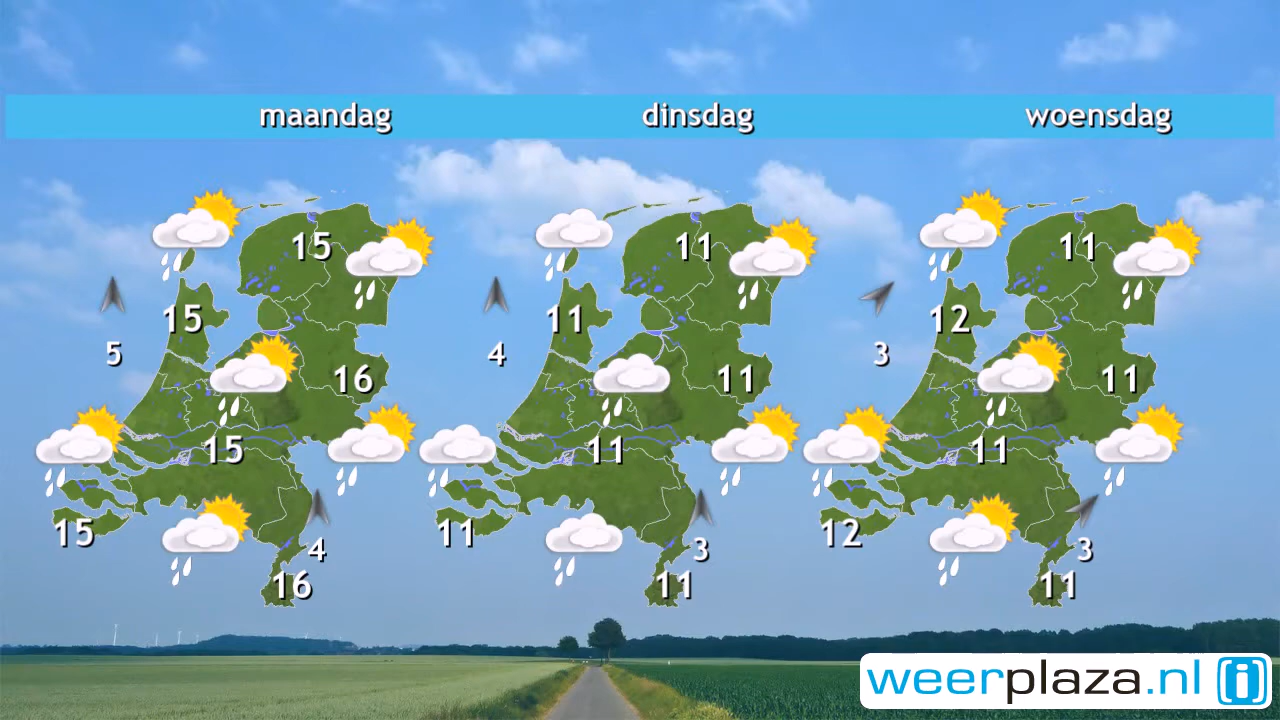 maandag dinsdag woensdag
15 11 11
15 11 12
5 4 3
16 11 11
15 11 11
15 11 12
4 3 3
16 11 11
weerplaza.nl i